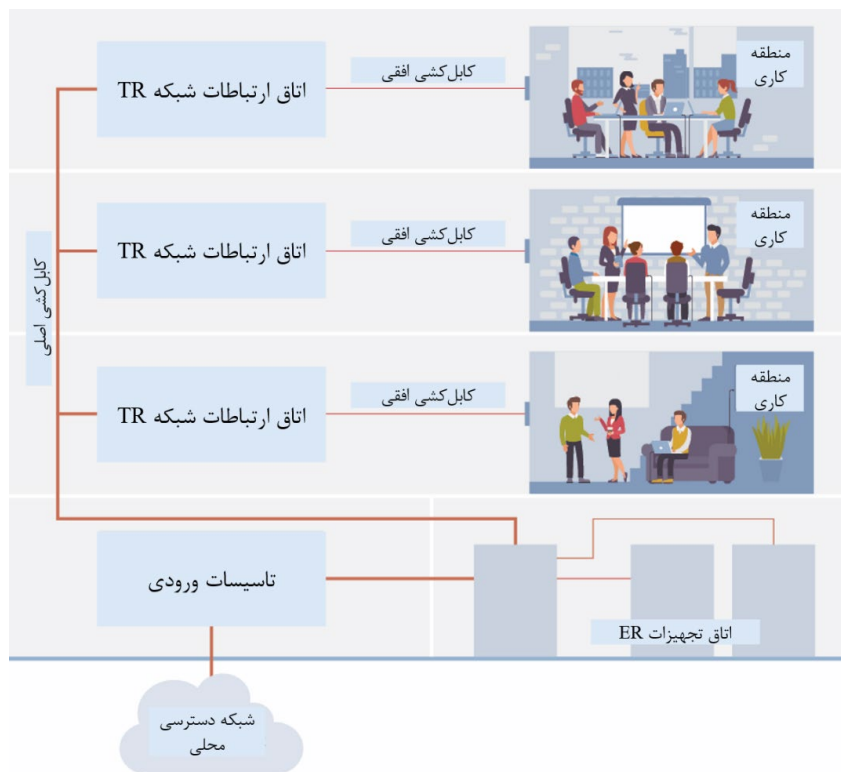 اتاق ارتباطات شبکه TR
کابل‌کشی افقی
منطقه
کاری
اتاق ارتباطات شبکه TR
کابل‌کشی افقی
منطقه
کاری
کابل‌کشی اصلی
اتاق ارتباطات شبکه TR
کابل‌کشی افقی
منطقه
کاری
تاسیسات ورودی
اتاق تجهیزات ER
شبکه دسترسی
محلی